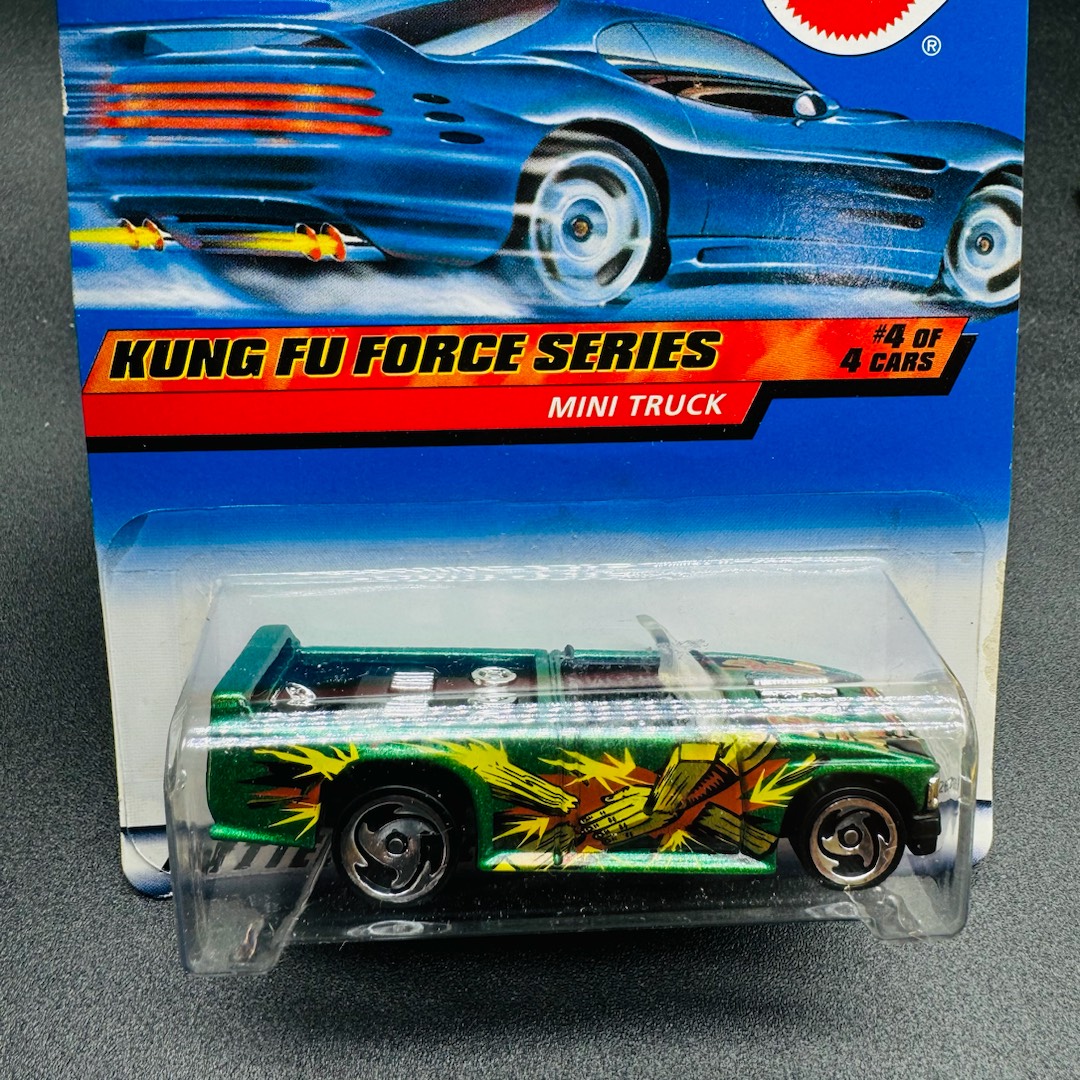 ®
KUNG FU FORCE SERIES
#4 OF
4 CARS
MINI TRUCK